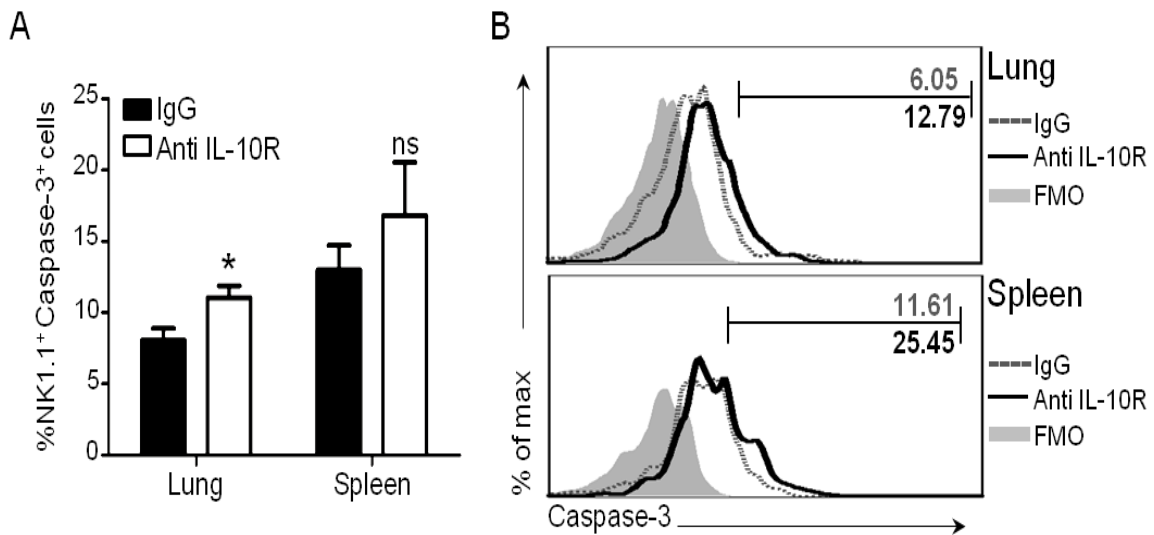 A
%NK1.1+ Caspase-3+ cells
25
20
15
10
5
0
IgG
Anti IL-10R
*
ns
Lung
Spleen
B
% of max
6.05
12.79
Lung
IgG
Anti IL-10R
FMO
11.61
25.45
Spleen
IgG
Anti IL-10R
FMO
Caspase-3